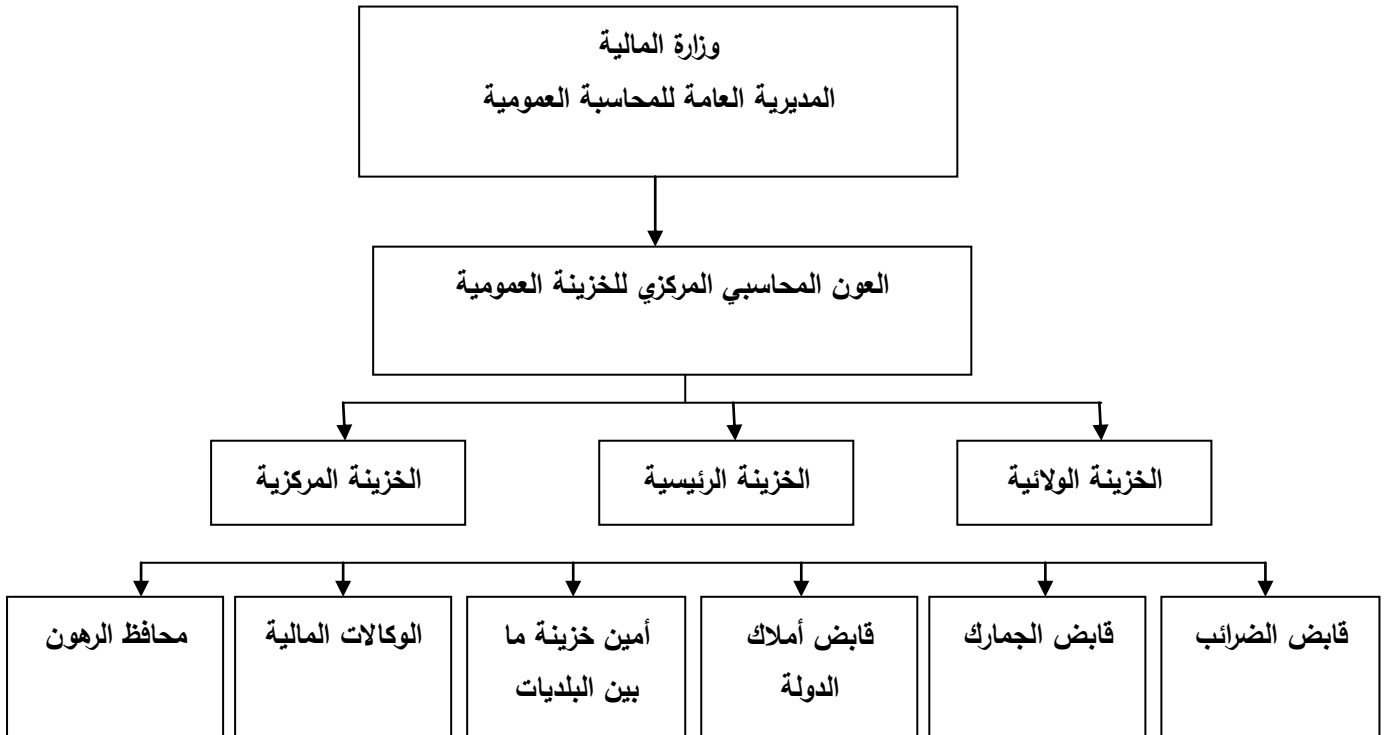 وزارة المالية
المديرية العامة للمحاسبة العمومية
العون المحاسبي المركزي للخزينة العمومية
الخزينة الولائية
الخزينة الرئيسية
الخزينة المركزية
قابض الضرائب
قابض الجمارك
قابض أملاك
الدولة
أمين خزينة ما
بين البلديات
الوكالات المالية
محافظ الرهون